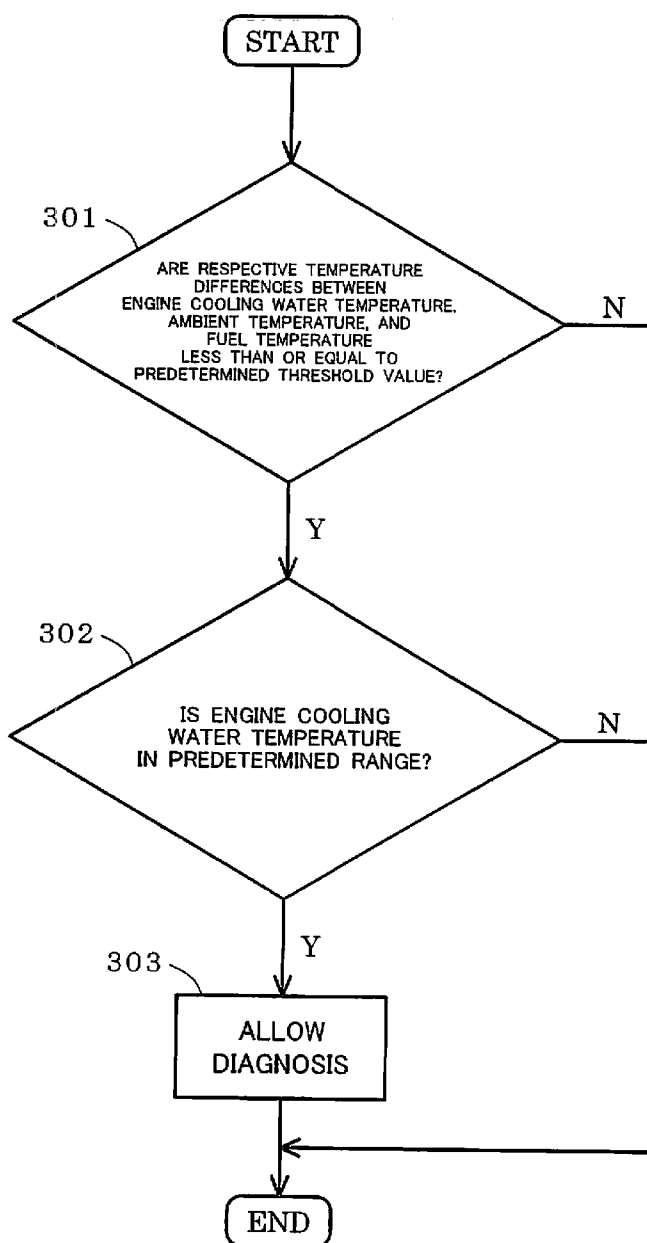 START
301
ARE RESPECTIVE TEMPERATURE
DIFFERENCES BETWEEN
ENGINE COOLING WATER TEMPERATURE.
AMBIENT TEMPERATURE, AND
FUEL TEMPERATURE
LESS THAN OR EQUAL TO
PREDETERMINED THRESHOLD VALUE?
N
Y
302
IS ENGINE COOLING
WATER TEMPERATURE
IN PREDETERMINED RANGE?
N
Y
303
ALLOW
DIAGNOSIS
END